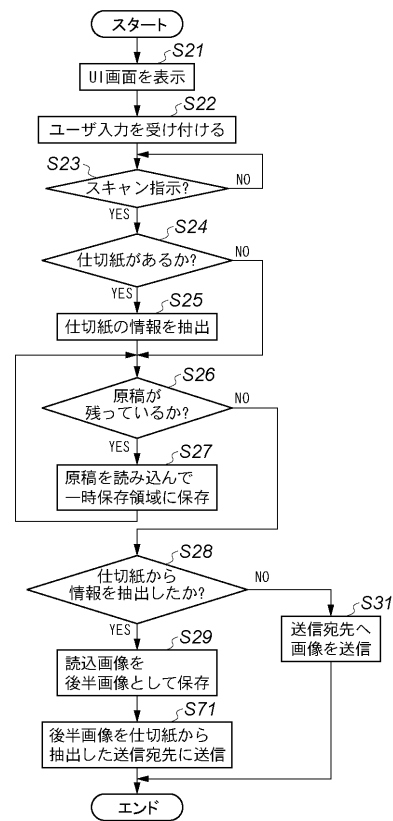 スタート
S21
UI画面を表示
S22
ユーザ入力を受け付ける
S23
スキャン指示?
NO
YES
S24
仕切紙があるか?
NO
YES
S25
仕切紙の情報を抽出
S26
原稿が
残っているか?
NO
YES
S27
原稿を読み込んで
一時保存領域に保存
S28
仕切紙から
情報を抽出したか?
NO
YES
S31
送信宛先へ
画像を送信
S29
読込画像を
後半画像として保存
S71
後半画像を仕切紙から
抽出した送信宛先に送信
エンド